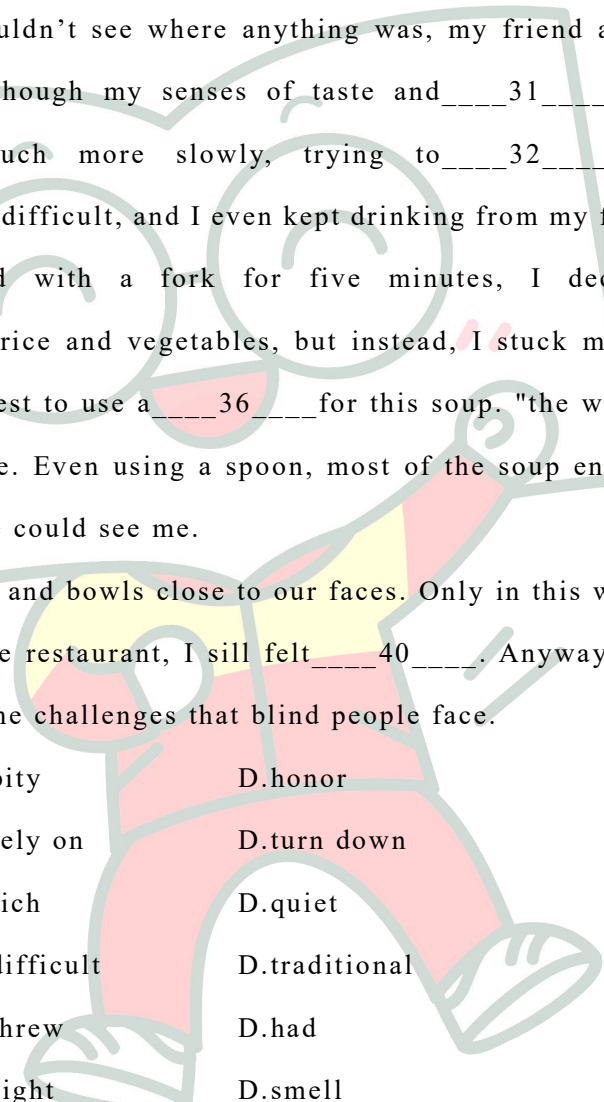 uldn't see where anything was, my friend a
hough my senses of taste and____31____
uch more slowly, trying to____32____
difficult, and I even kept drinking from my f
d with a fork for five minutes, I dec
rice and vegetables, but instead, I stuck m
est to use a____36____for this soup. "the w
e. Even using a spoon, most of the soup en
e could see me.
and bowls close to our faces. Only in this w
e restaurant, I sill felt____40____. Anyway
he challenges that blind people face.
pity D.honor
ely on D.turn down
ich D.quiet
difficult D.traditional
hrew D.had
ight D.smell